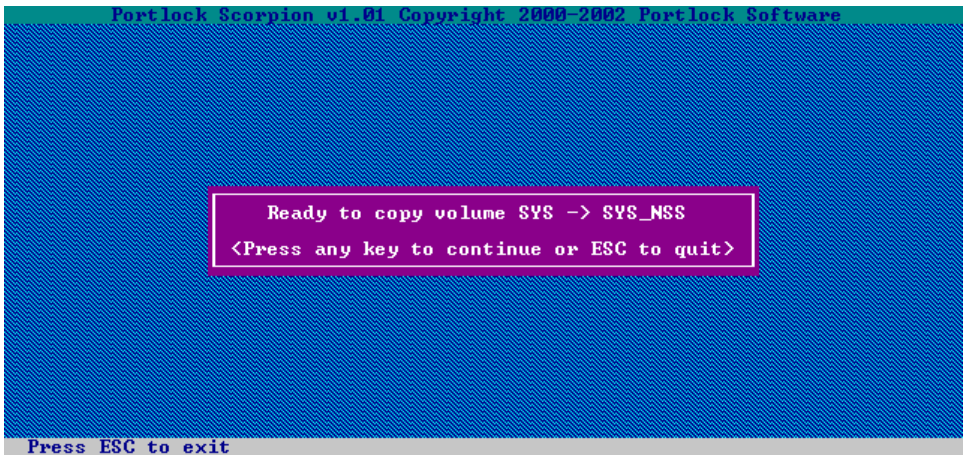 Portlock Scorpion v1.01 Copyright 2000-2002 Portlock Software
Ready to copy volume SYS -> SYS_NSS
<Press any key to continue or ESC to quit>
Press ESC to exit